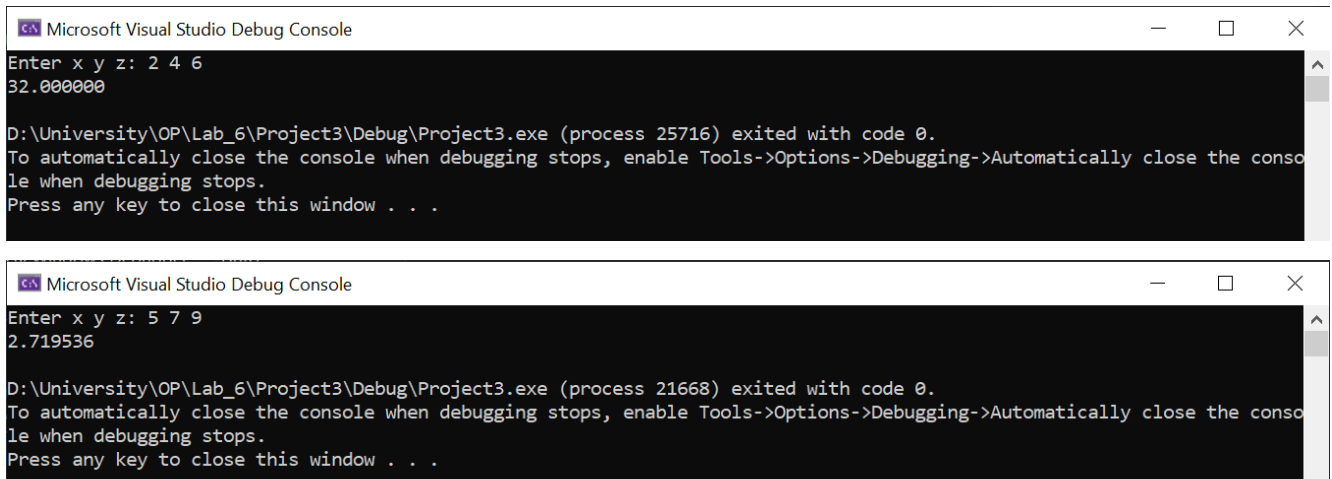 Microsoft Visual Studio Debug Console
Enter x y z: 2 4 6
32.000000
D:\University\OP\Lab_6\Project3\Debug\Project3.exe (process 25716) exited with code 0.
To automatically close the console when debugging stops, enable Tools->Options->Debugging->Automatically close the conso
le when debugging stops.
Press any key to close this window . . .
Microsoft Visual Studio Debug Console
Enter x y z: 5 7 9
2.719536
D:\University\OP\Lab_6\Project3\Debug\Project3.exe (process 21668) exited with code 0.
To automatically close the console when debugging stops, enable Tools->Options->Debugging->Automatically close the conso
le when debugging stops.
Press any key to close this window . . .